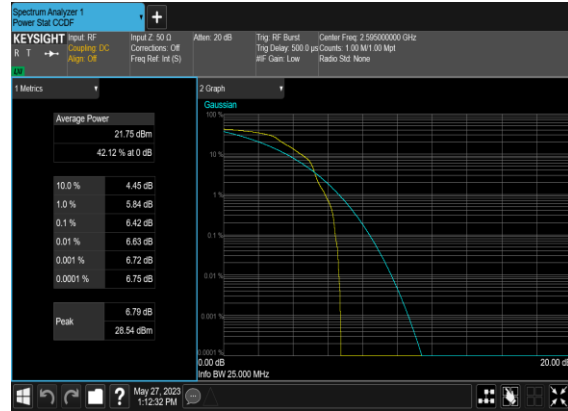 Spectrum Analyzer 1
Power Stat CCDF
KEYSIGHT
R T
LXI
Input: RF
Coupling: DC
Align: Off
Input Z: 50 Ω
Corrections: Off
Freq Ref: Int (S)
Atten: 20 dB
Trig: RF Burst
Trig Delay: 500.0 µs
#IF Gain: Low
Center Freq: 2.595000000 GHz
Counts: 1.00 M/1.00 Mpt
Radio Std: None
1 Metrics
Average Power
21.75 dBm
42.12 % at 0 dB
10.0 % 4.45 dB
1.0 % 5.84 dB
0.1 % 6.42 dB
0.01 % 6.63 dB
0.001 % 6.72 dB
0.0001 % 6.75 dB
Peak
6.79 dB
28.54 dBm
2 Graph
Gaussian
100 %
10 %
1 %
0.1 %
0.01 %
0.001 %
0.0001 %
0.00 dB 20.00 dB
Info BW 25.000 MHz
May 27, 2023
1:12:32 PM